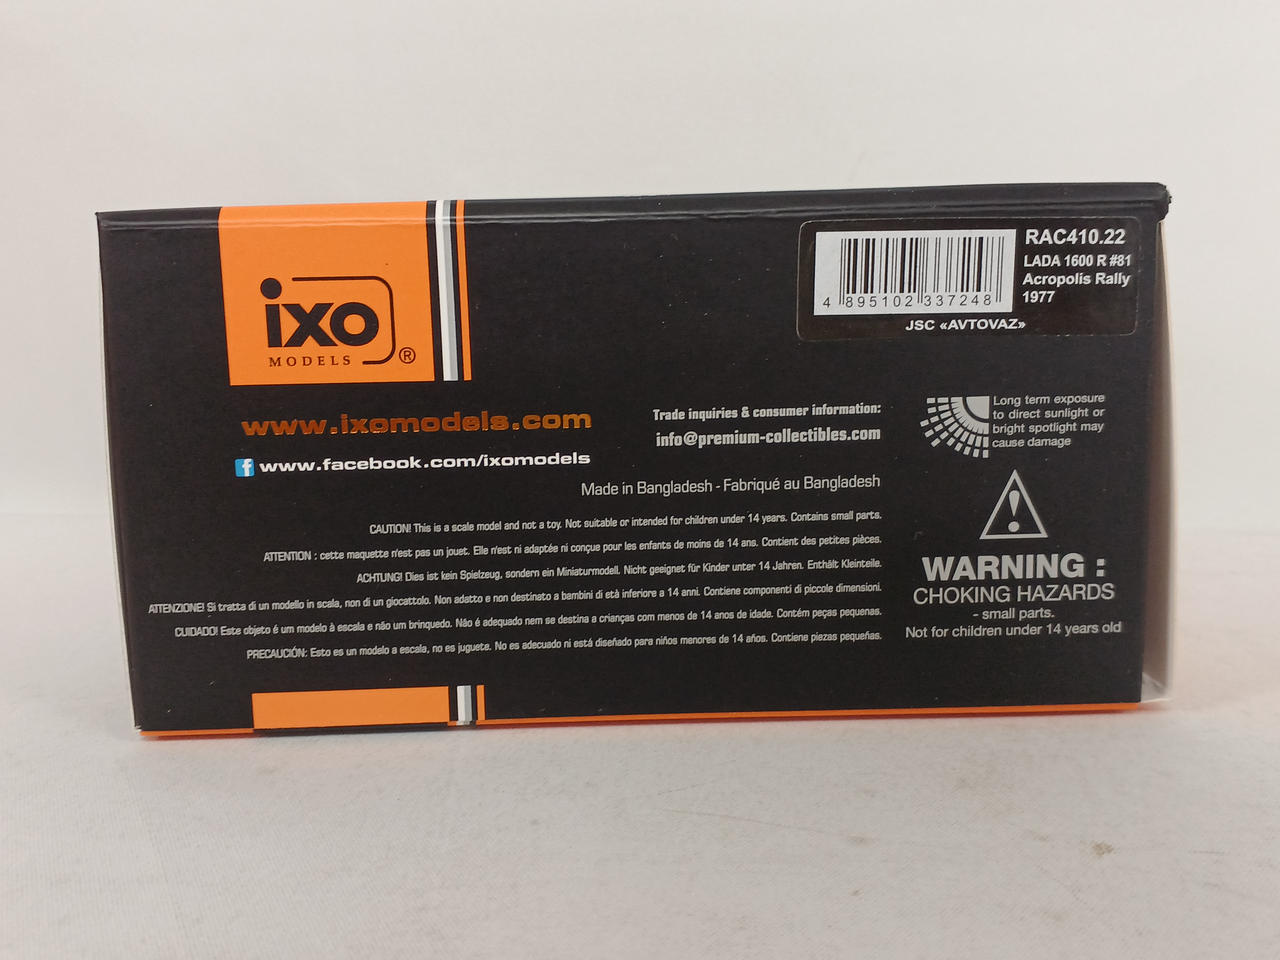 ixo
MODELS ®
RAC410.22
LADA 1600 R #81
Acropolis Rally
1977
4 895102 337248
JSC «AVTOVAZ»
www.ixomodels.com
f www.facebook.com/ixomodels
Trade inquiries & consumer information:
info@premium-collectibles.com
Made in Bangladesh - Fabriqué au Bangladesh
Long term exposure
to direct sunlight or
bright spotlight may
cause damage
CAUTION! This is a scale model and not a toy. Not suitable or intended for children under 14 years. Contains small parts.
ATTENTION : cette maquette n'est pas un jouet. Elle n'est ni adaptée ni conçue pour les enfants de moins de 14 ans. Contient des petites pièces.
ACHTUNG! Dies ist kein Spielzeug, sondern ein Miniaturmodell. Nicht geeignet für Kinder unter 14 Jahren. Enthält Kleinteile.
ATTENZIONE! Si tratta di un modello in scala, non di un giocattolo. Non adatto e non destinato a bambini di età inferiore a 14 anni. Contiene componenti di piccole dimensioni.
CUIDADO! Este objeto é um modelo à escala e não um brinquedo. Não é adequado nem se destina a crianças com menos de 14 anos de idade. Contém peças pequenas.
PRECAUCIÓN: Esto es un modelo a escala, no es juguete. No es adecuado ni está diseñado para niños menores de 14 años. Contiene piezas pequeñas.
WARNING :
CHOKING HAZARDS
- small parts.
Not for children under 14 years old